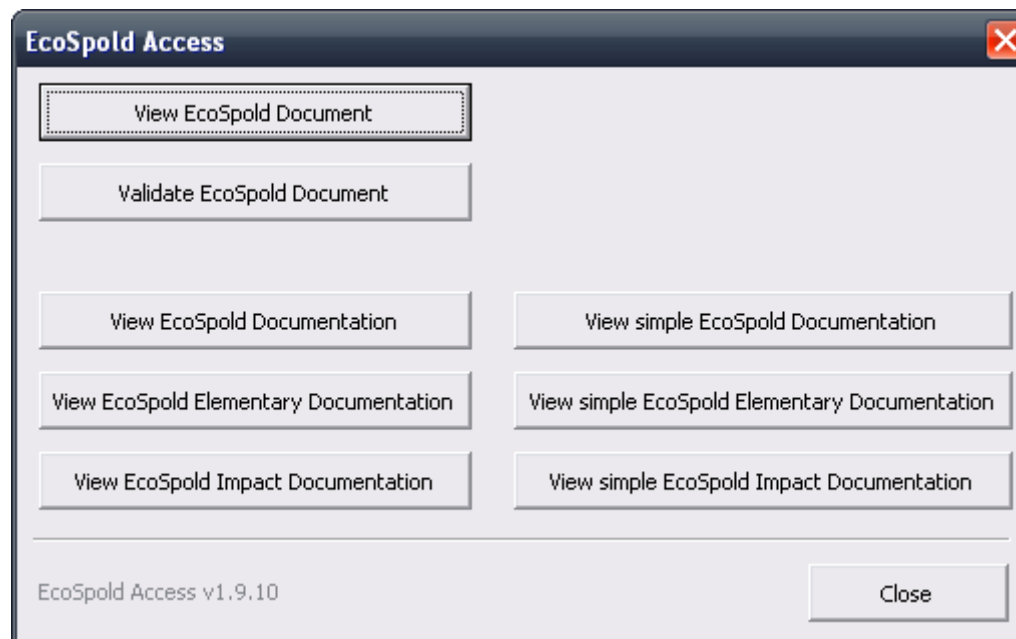 EcoSpold Access
View EcoSpold Document
Validate EcoSpold Document
View EcoSpold Documentation
View simple EcoSpold Documentation
View EcoSpold Elementary Documentation
View simple EcoSpold Elementary Documentation
View EcoSpold Impact Documentation
View simple EcoSpold Impact Documentation
EcoSpold Access v1.9.10
Close